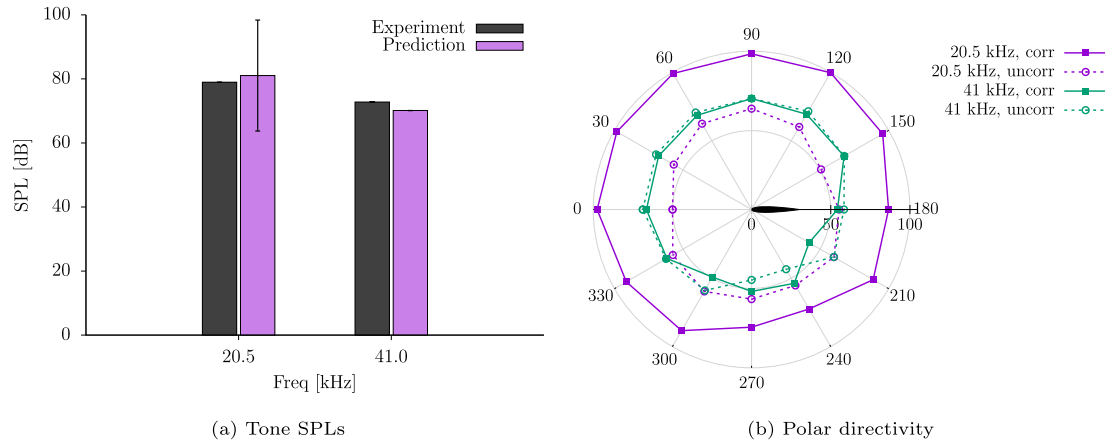 100
80
60
40
20
0
SPL [dB]
Experiment
Prediction
20.5
41.0
Freq [kHz]
(a) Tone SPLs
90
60
120
30
150
0
180
330
210
300
240
270
0
50
100
20.5 kHz, corr
20.5 kHz, uncorr
41 kHz, corr
41 kHz, uncorr
(b) Polar directivity